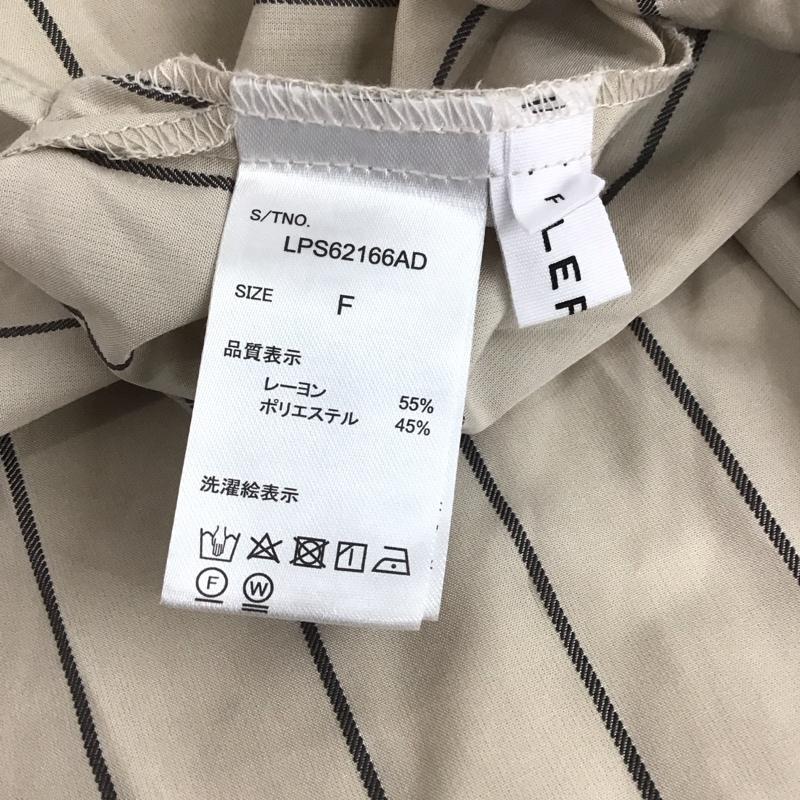 S/TNO.
LPS62166AD
SIZE F
品質表示
レーヨン 55%
ポリエステル 45%
洗濯絵表示
F W